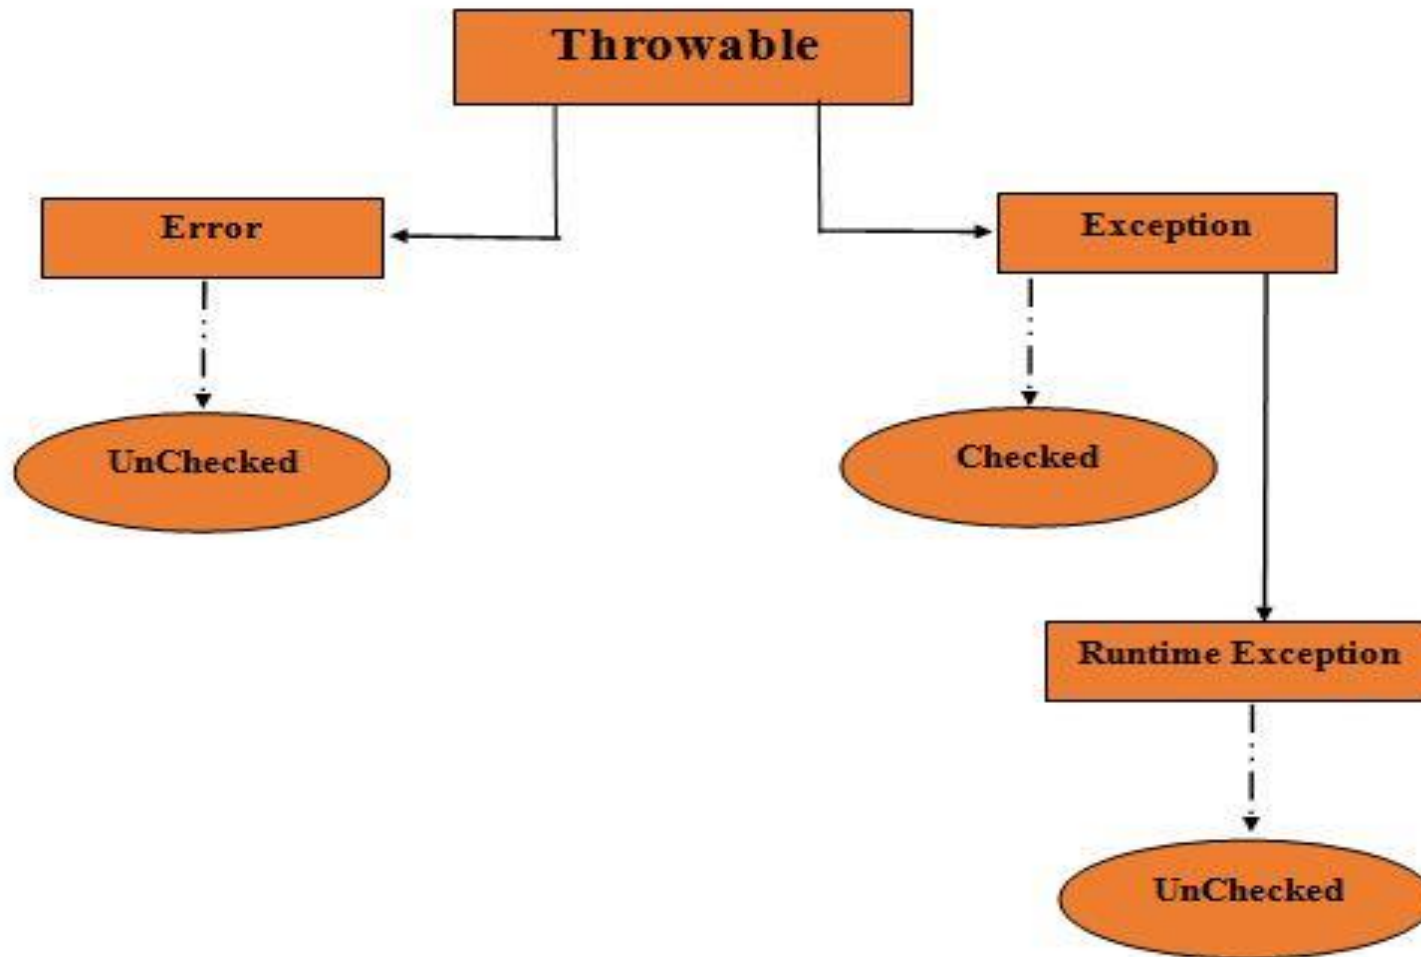 Throwable
Error
Exception
UnChecked
Checked
Runtime Exception
UnChecked